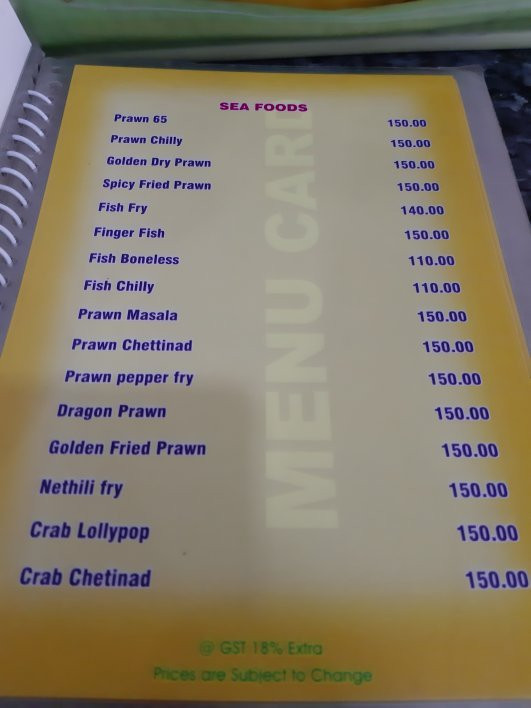 SEA FOODS
Prawn 65 150.00
Prawn Chilly 150.00
Golden Dry Prawn 150.00
Spicy Fried Prawn 150.00
Fish Fry 140.00
Finger Fish 150.00
Fish Boneless 110.00
Fish Chilly 110.00
Prawn Masala 150.00
Prawn Chettinad 150.00
Prawn pepper fry 150.00
Dragon Prawn 150.00
Golden Fried Prawn 150.00
Nethili fry 150.00
Crab Lollypop 150.00
Crab Chetinad 150.00
MENU CARD
@ GST 18% Extra
Prices are Subject to Change